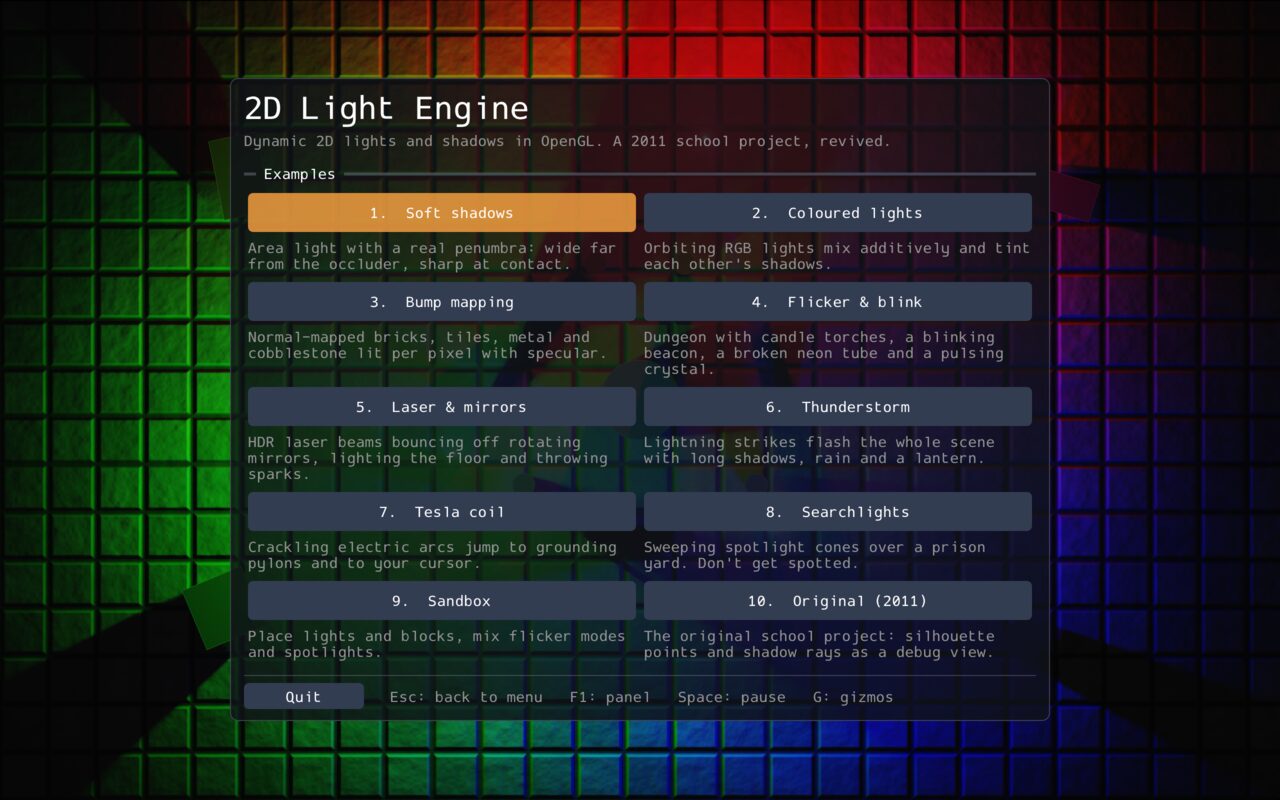 2D Light Engine
Dynamic 2D lights and shadows in OpenGL. A 2011 school project, revived.
Examples
1. Soft shadows
Area light with a real penumbra: wide far
from the occluder, sharp at contact.
2. Coloured lights
Orbiting RGB lights mix additively and tint
each other's shadows.
3. Bump mapping
Normal-mapped bricks, tiles, metal and
cobblestone lit per pixel with specular.
4. Flicker & blink
Dungeon with candle torches, a blinking
beacon, a broken neon tube and a pulsing
crystal.
5. Laser & mirrors
HDR laser beams bouncing off rotating
mirrors, lighting the floor and throwing
sparks.
6. Thunderstorm
Lightning strikes flash the whole scene
with long shadows, rain and a lantern.
7. Tesla coil
Crackling electric arcs jump to grounding
pylons and to your cursor.
8. Searchlights
Sweeping spotlight cones over a prison
yard. Don't get spotted.
9. Sandbox
Place lights and blocks, mix flicker modes
and spotlights.
10. Original (2011)
The original school project: silhouette
points and shadow rays as a debug view.
Quit
Esc: back to menu F1: panel Space: pause G: gizmos